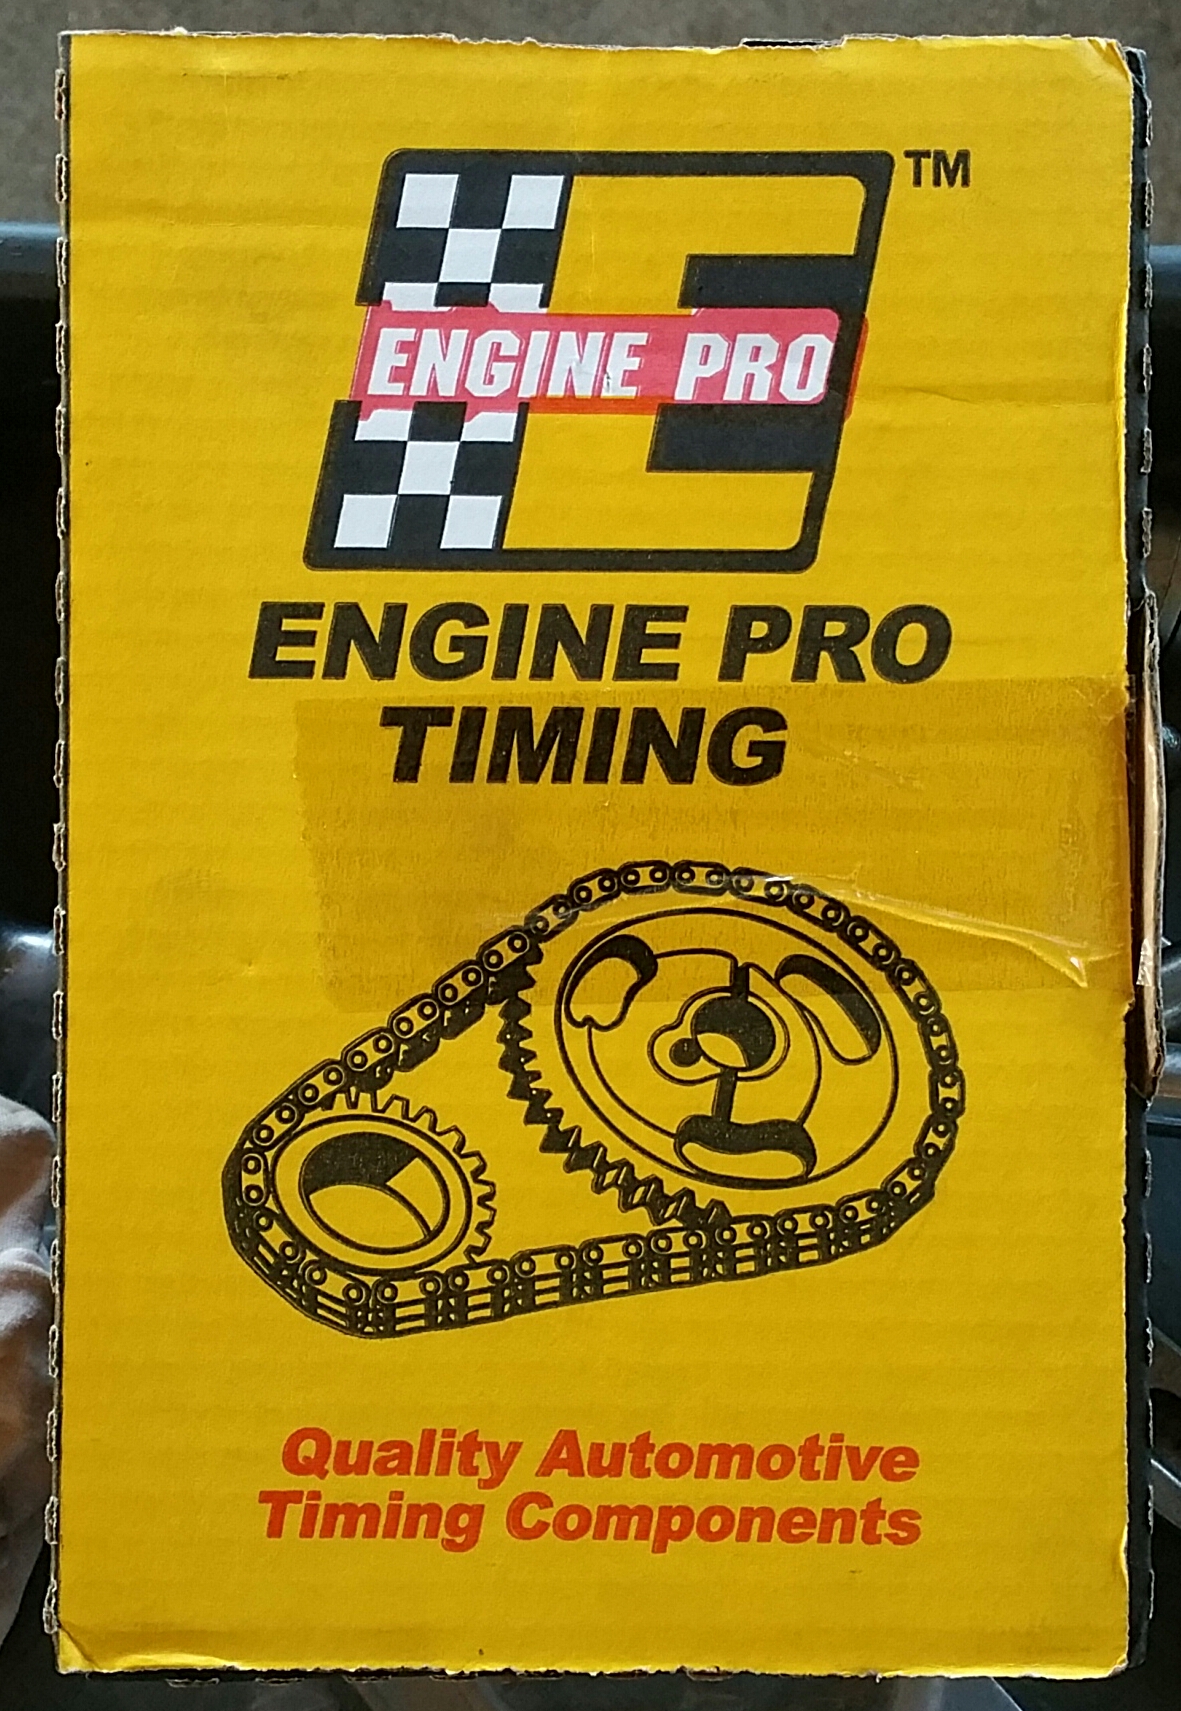 TM
ENGINE PRO
ENGINE PRO
TIMING
Quality Automotive
Timing Components